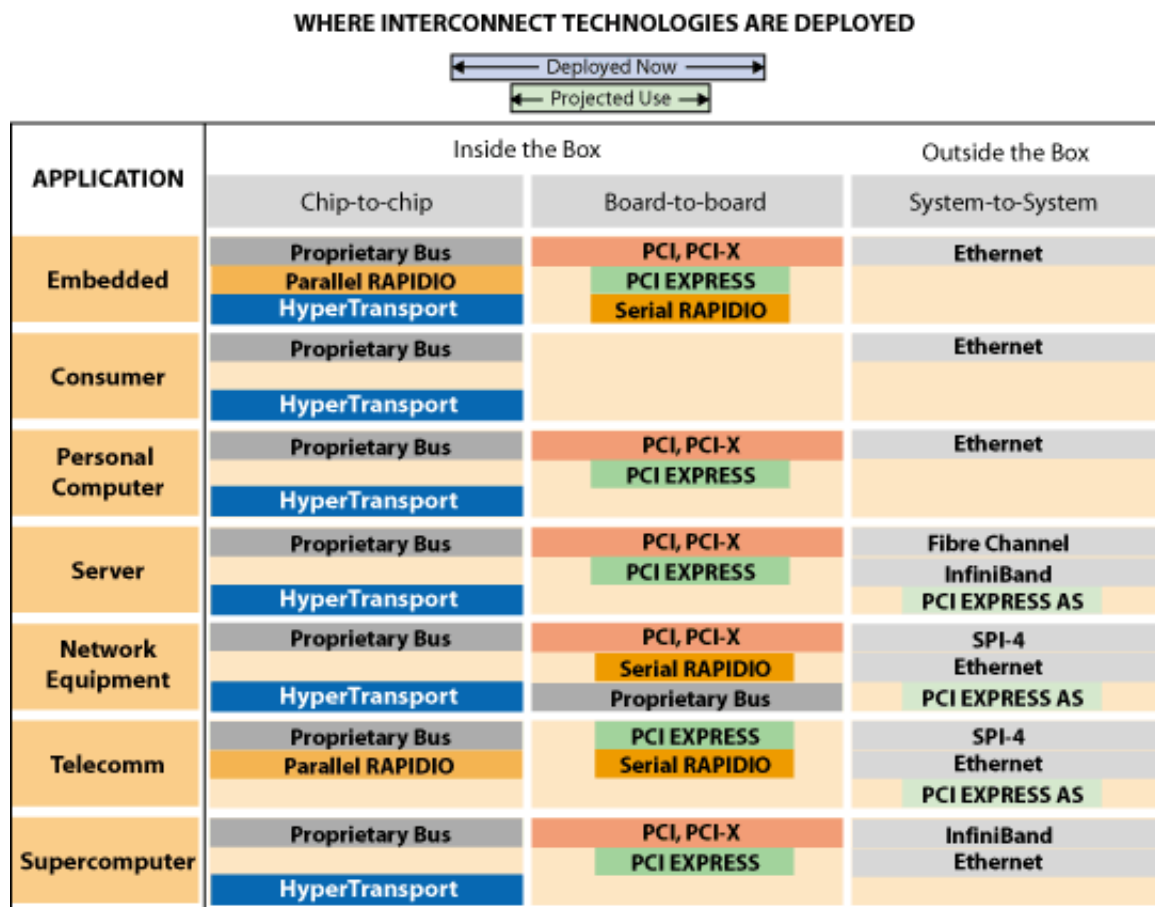 WHERE INTERCONNECT TECHNOLOGIES ARE DEPLOYED
Deployed Now
Projected Use
APPLICATION
Inside the Box
Outside the Box
Chip-to-chip
Board-to-board
System-to-System
Embedded
Proprietary Bus
Parallel RAPIDIO
HyperTransport
PCI, PCI-X
PCI EXPRESS
Serial RAPIDIO
Ethernet
Consumer
Proprietary Bus
HyperTransport
Ethernet
Personal
Computer
Proprietary Bus
HyperTransport
PCI, PCI-X
PCI EXPRESS
Ethernet
Server
Proprietary Bus
HyperTransport
PCI, PCI-X
PCI EXPRESS
Fibre Channel
InfiniBand
PCI EXPRESS AS
Network
Equipment
Proprietary Bus
HyperTransport
PCI, PCI-X
Serial RAPIDIO
Proprietary Bus
SPI-4
Ethernet
PCI EXPRESS AS
Telecomm
Proprietary Bus
Parallel RAPIDIO
PCI EXPRESS
Serial RAPIDIO
SPI-4
Ethernet
PCI EXPRESS AS
Supercomputer
Proprietary Bus
HyperTransport
PCI, PCI-X
PCI EXPRESS
InfiniBand
Ethernet